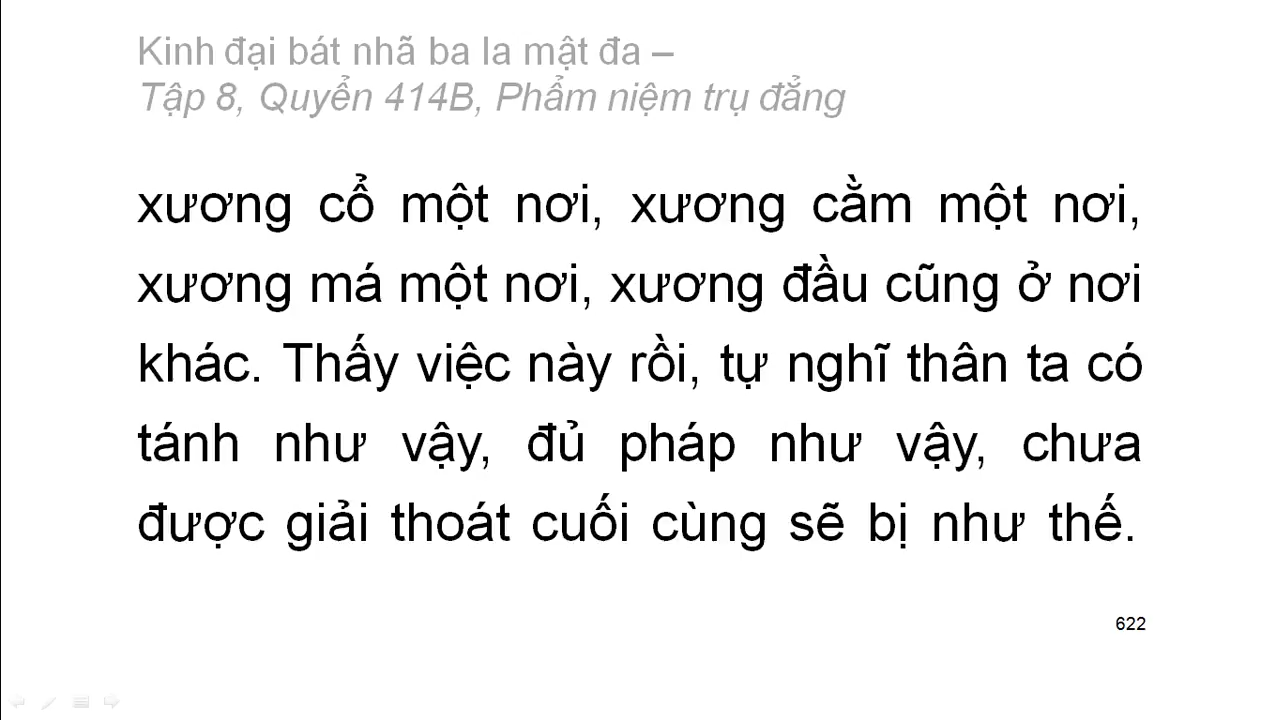 Kinh đại bát nhã ba la mật đa –
Tập 8, Quyển 414B, Phẩm niệm trụ đẳng
xương cổ một nơi, xương cằm một nơi,
xương má một nơi, xương đầu cũng ở nơi
khác. Thấy việc này rồi, tự nghĩ thân ta có
tánh như vậy, đủ pháp như vậy, chưa
được giải thoát cuối cùng sẽ bị như thế.
622